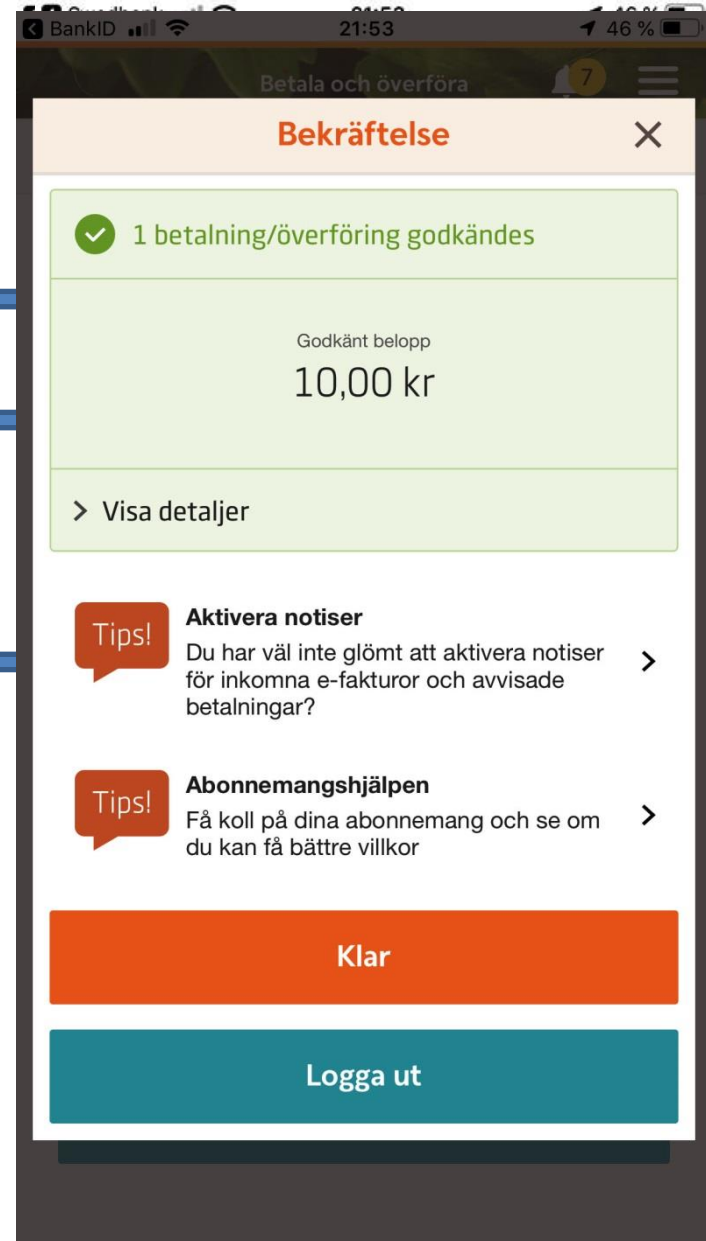 BankID 21:53 46 %
Betala och överföra 7
Bekräftelse
1 betalning/överföring godkändes
Godkänt belopp
10,00 kr
Visa detaljer
Tips!
Aktivera notiser
Du har väl inte glömt att aktivera notiser
för inkomna e-fakturor och avvisade
betalningar?
Tips!
Abonnemangshjälpen
Få koll på dina abonnemang och se om
du kan få bättre villkor
Klar
Logga ut